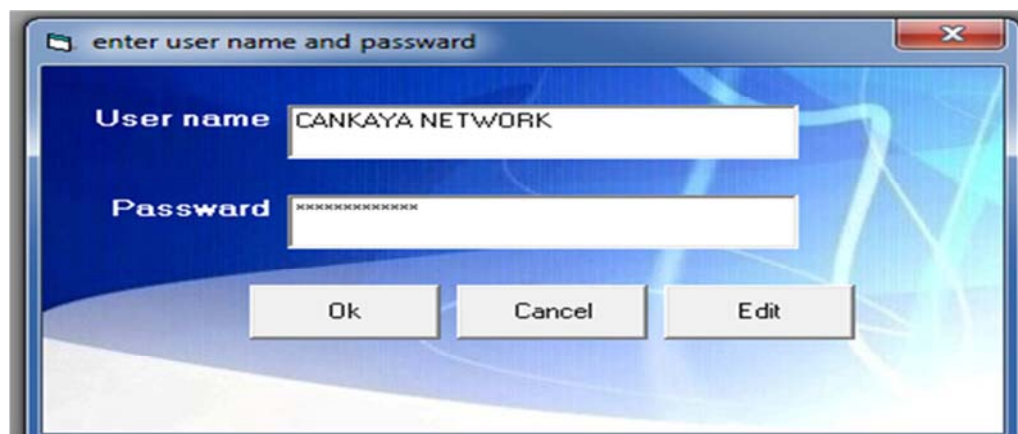 enter user name and passward
User name CANKAYA NETWORK
Passward *************
Ok Cancel Edit